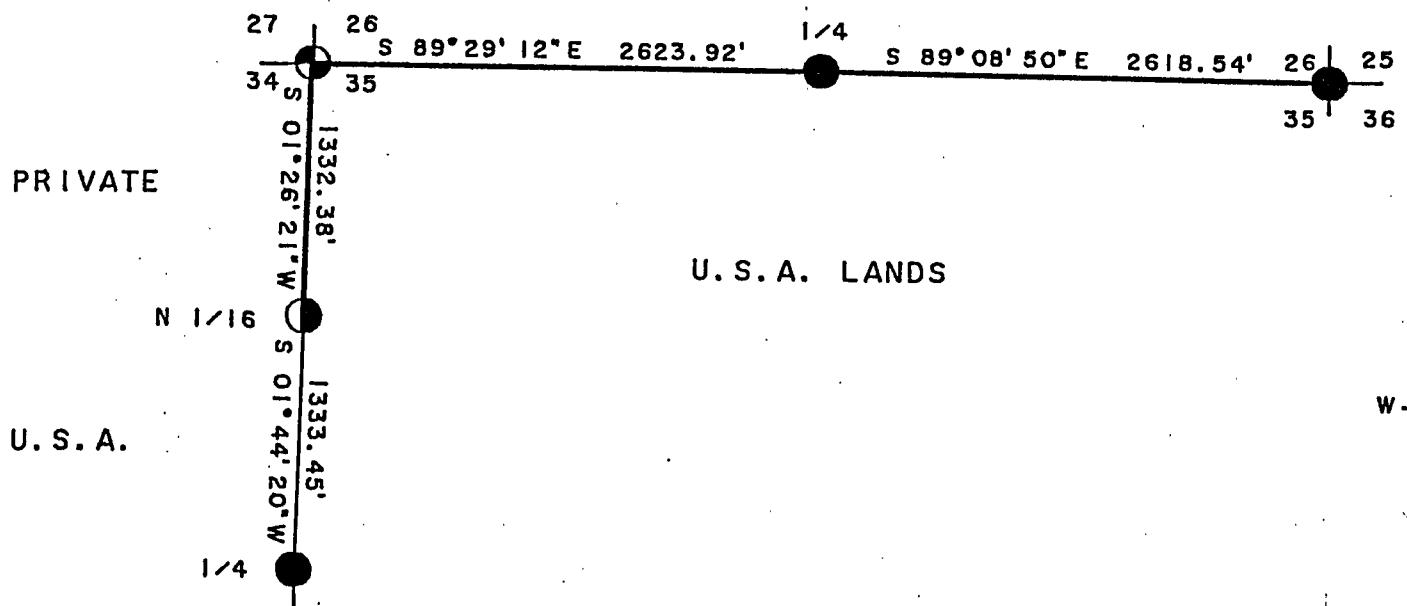 27 26 1/4
S 89°29'12"E 2623.92' S 89°08'50"E 2618.54' 26 25
34 35 35 36
S 01°26'21"W 1332.38'
PRIVATE
U.S.A. LANDS
N 1/16
S 01°44'20"W 1333.45'
W.
U.S.A.
1/4